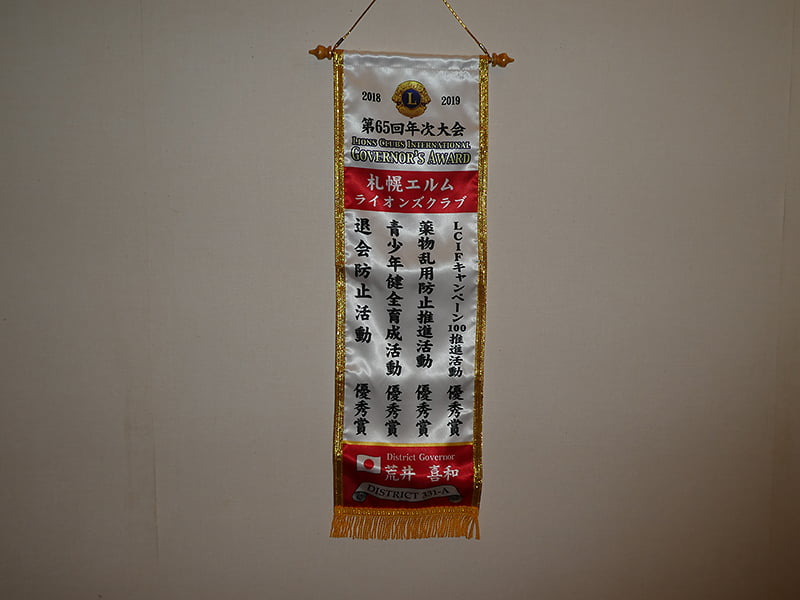 2018 L 2019
第65回年次大会
LIONS CLUBS INTERNATIONAL
GOVERNOR'S AWARD
札幌エルム
ライオンズクラブ
LCIFキャンペーン100推進活動 優秀賞
薬物乱用防止推進活動 優秀賞
青少年健全育成活動 優秀賞
退会防止活動 優秀賞
District Governor
荒井 喜和
DISTRICT 331-A